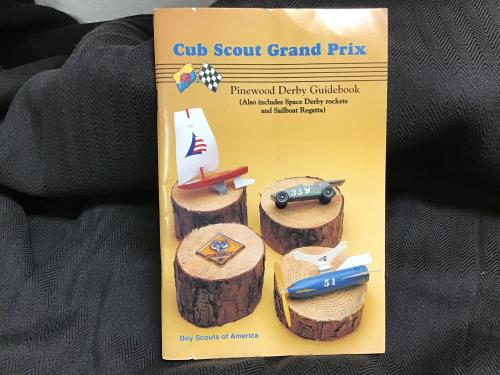 Cub Scout Grand Prix
Pinewood Derby Guidebook
(Also includes Space Derby rockets
and Sailboat Regatta)
35
51
Boy Scouts of America